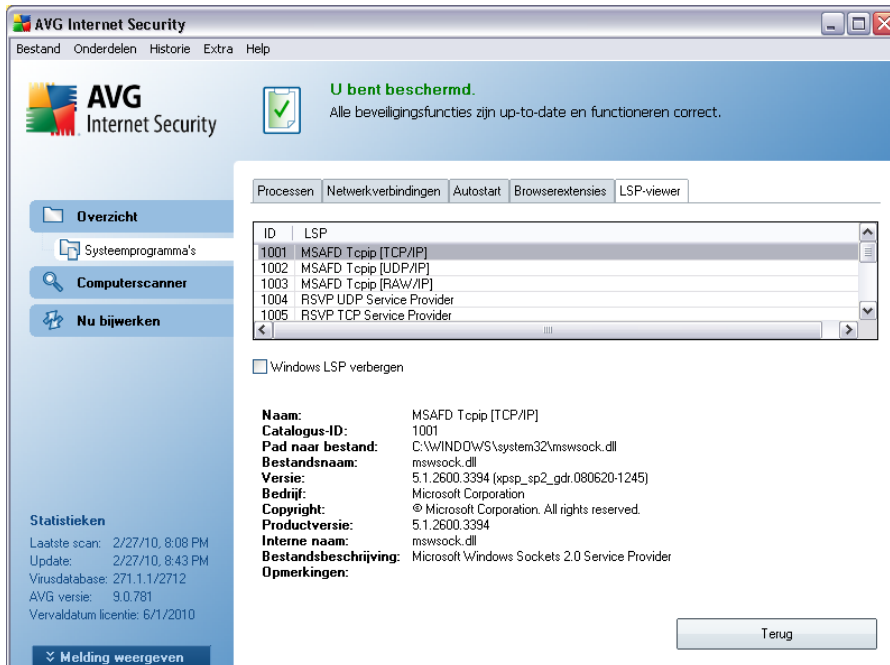 AVG Internet Security
Bestand Onderdelen Historie Extra Help
AVG
Internet Security
U bent beschermd.
Alle beveiligingsfuncties zijn up-to-date en functioneren correct.
Overzicht
Systeemprogramma's
Computerscanner
Nu bijwerken
Processen Netwerkverbindingen Autostart Browserextensies LSP-viewer
ID LSP
1001 MSAFD Tcpip [TCP/IP]
1002 MSAFD Tcpip [UDP/IP]
1003 MSAFD Tcpip [RAW/IP]
1004 RSVP UDP Service Provider
1005 RSVP TCP Service Provider
Windows LSP verbergen
Naam: MSAFD Tcpip [TCP/IP]
Catalogus-ID: 1001
Pad naar bestand: C:\WINDOWS\system32\mswsock.dll
Bestandsnaam: mswsock.dll
Versie: 5.1.2600.3394 (xpsp_sp2_gdr.080620-1245)
Bedrijf: Microsoft Corporation
Copyright: © Microsoft Corporation. All rights reserved.
Productversie: 5.1.2600.3394
Interne naam: mswsock.dll
Bestandsbeschrijving: Microsoft Windows Sockets 2.0 Service Provider
Opmerkingen:
Statistieken
Laatste scan: 2/27/10, 8:08 PM
Update: 2/27/10, 8:43 PM
Virusdatabase: 271.1.1/2712
AVG versie: 9.0.781
Vervaldatum licentie: 6/1/2010
Melding weergeven
Terug